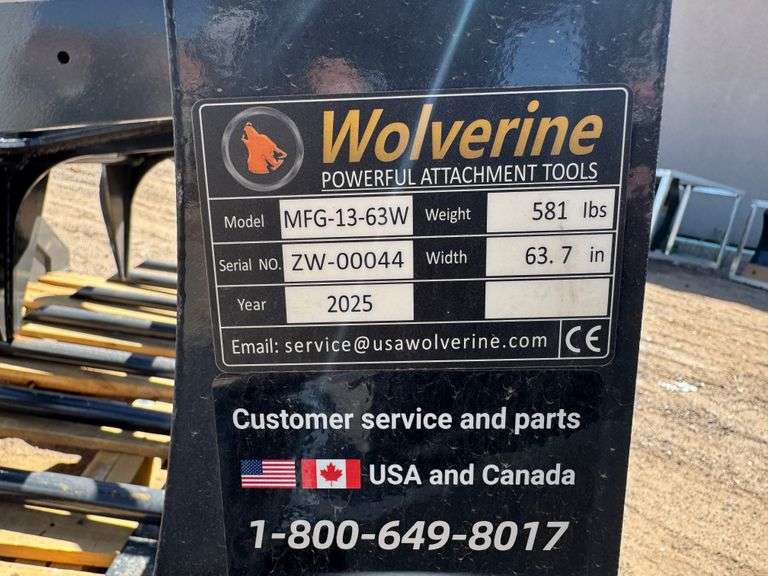 Wolverine
POWERFUL ATTACHMENT TOOLS
Model MFG-13-63W Weight 581 lbs
Serial NO. ZW-00044 Width 63.7 in
Year 2025
Email: service@usawolverine.com CE
Customer service and parts
USA and Canada
1-800-649-8017